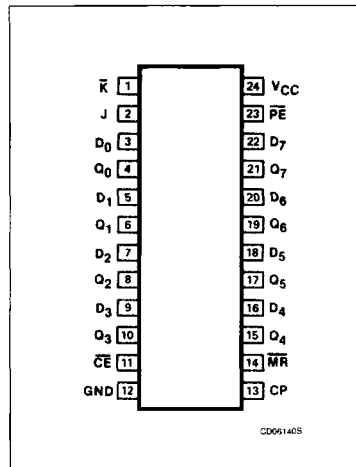 K̅ 1 24 VCC
J 2 23 P̅E̅
D0 3 22 D7
Q0 4 21 Q7
D1 5 20 D6
Q1 6 19 Q6
D2 7 18 D5
Q2 8 17 Q5
D3 9 16 D4
Q3 10 15 Q4
C̅E̅ 11 14 M̅R̅
GND 12 13 CP
CD06140S